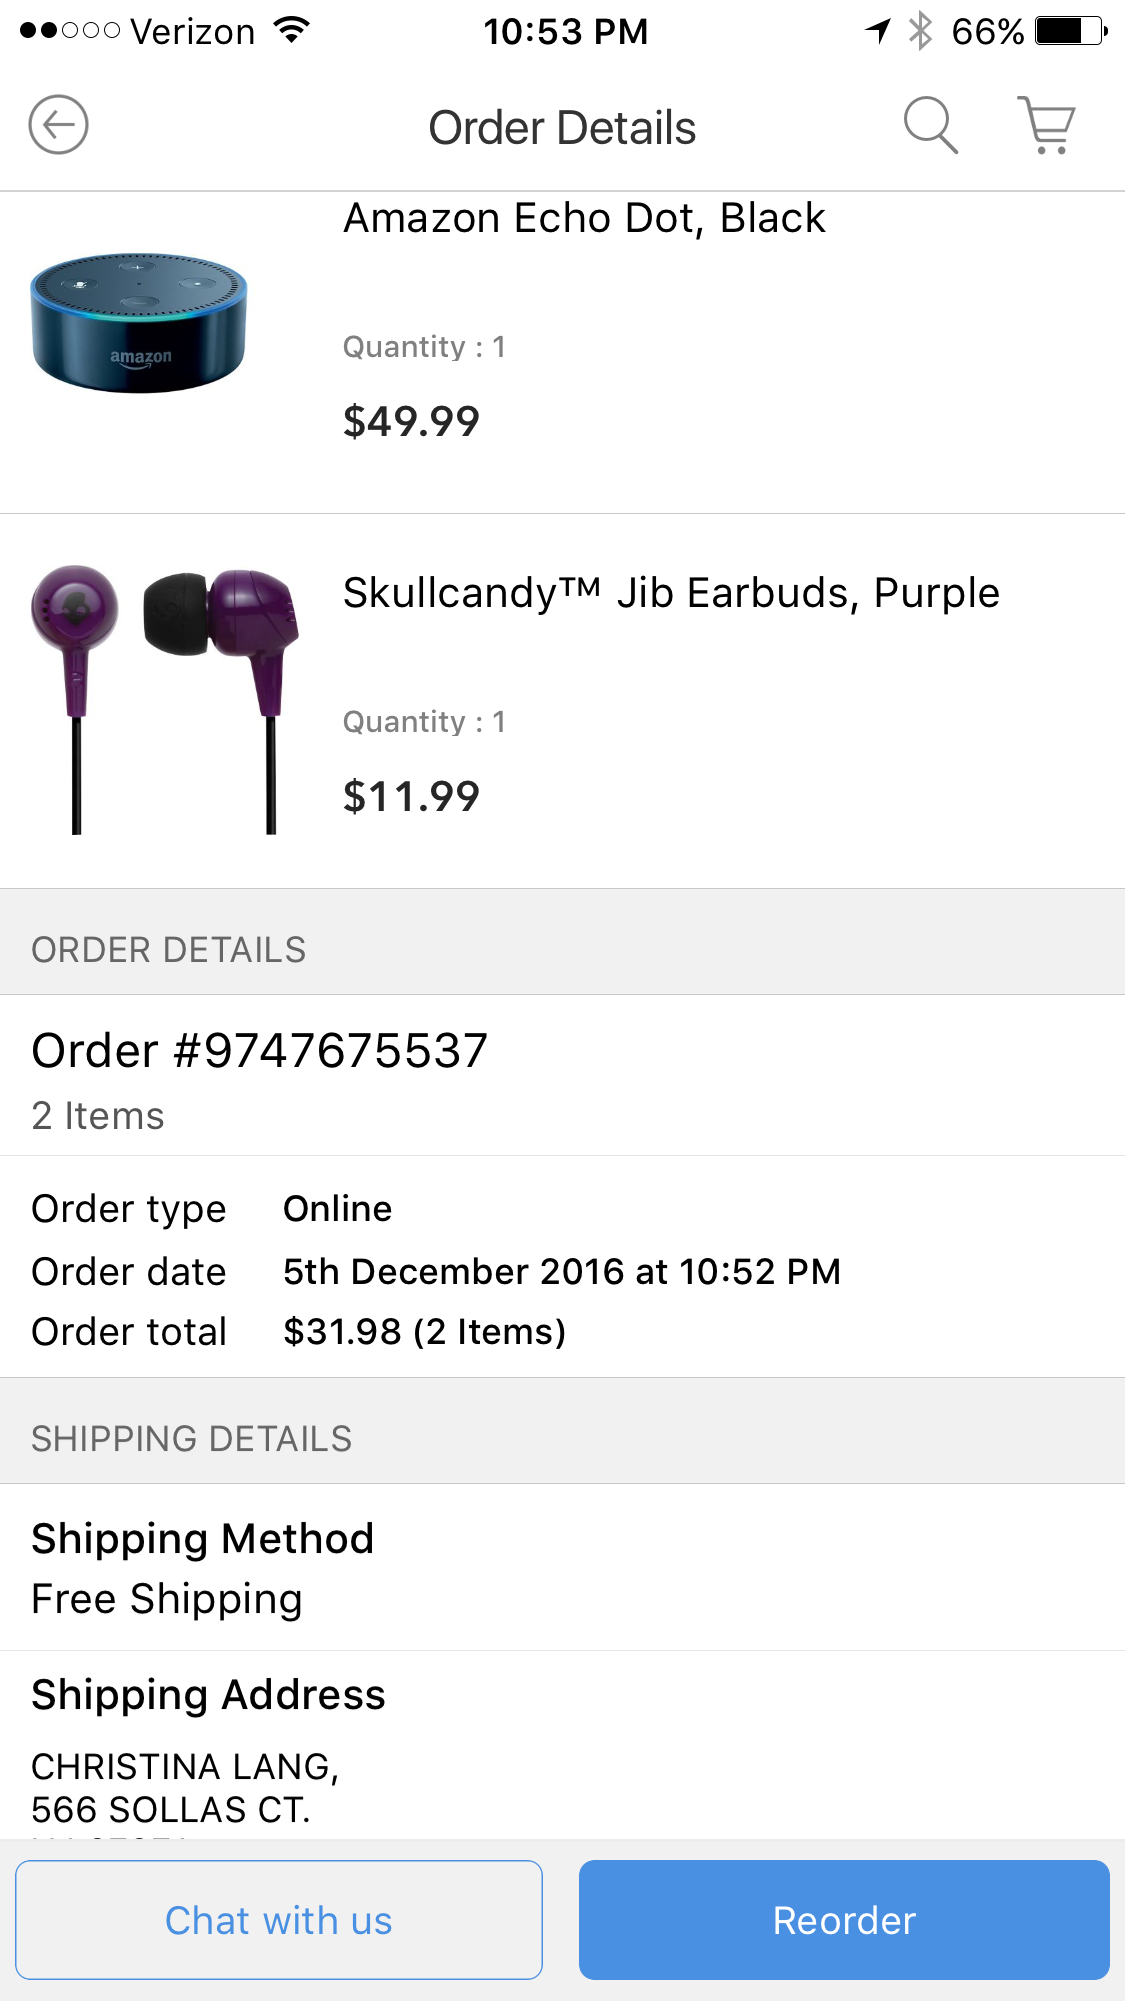 Verizon 10:53 PM 66%
Order Details
Amazon Echo Dot, Black
amazon
Quantity : 1
$49.99
Skullcandy™ Jib Earbuds, Purple
Quantity : 1
$11.99
ORDER DETAILS
Order #9747675537
2 Items
Order type Online
Order date 5th December 2016 at 10:52 PM
Order total $31.98 (2 Items)
SHIPPING DETAILS
Shipping Method
Free Shipping
Shipping Address
CHRISTINA LANG,
566 SOLLAS CT.
Chat with us Reorder